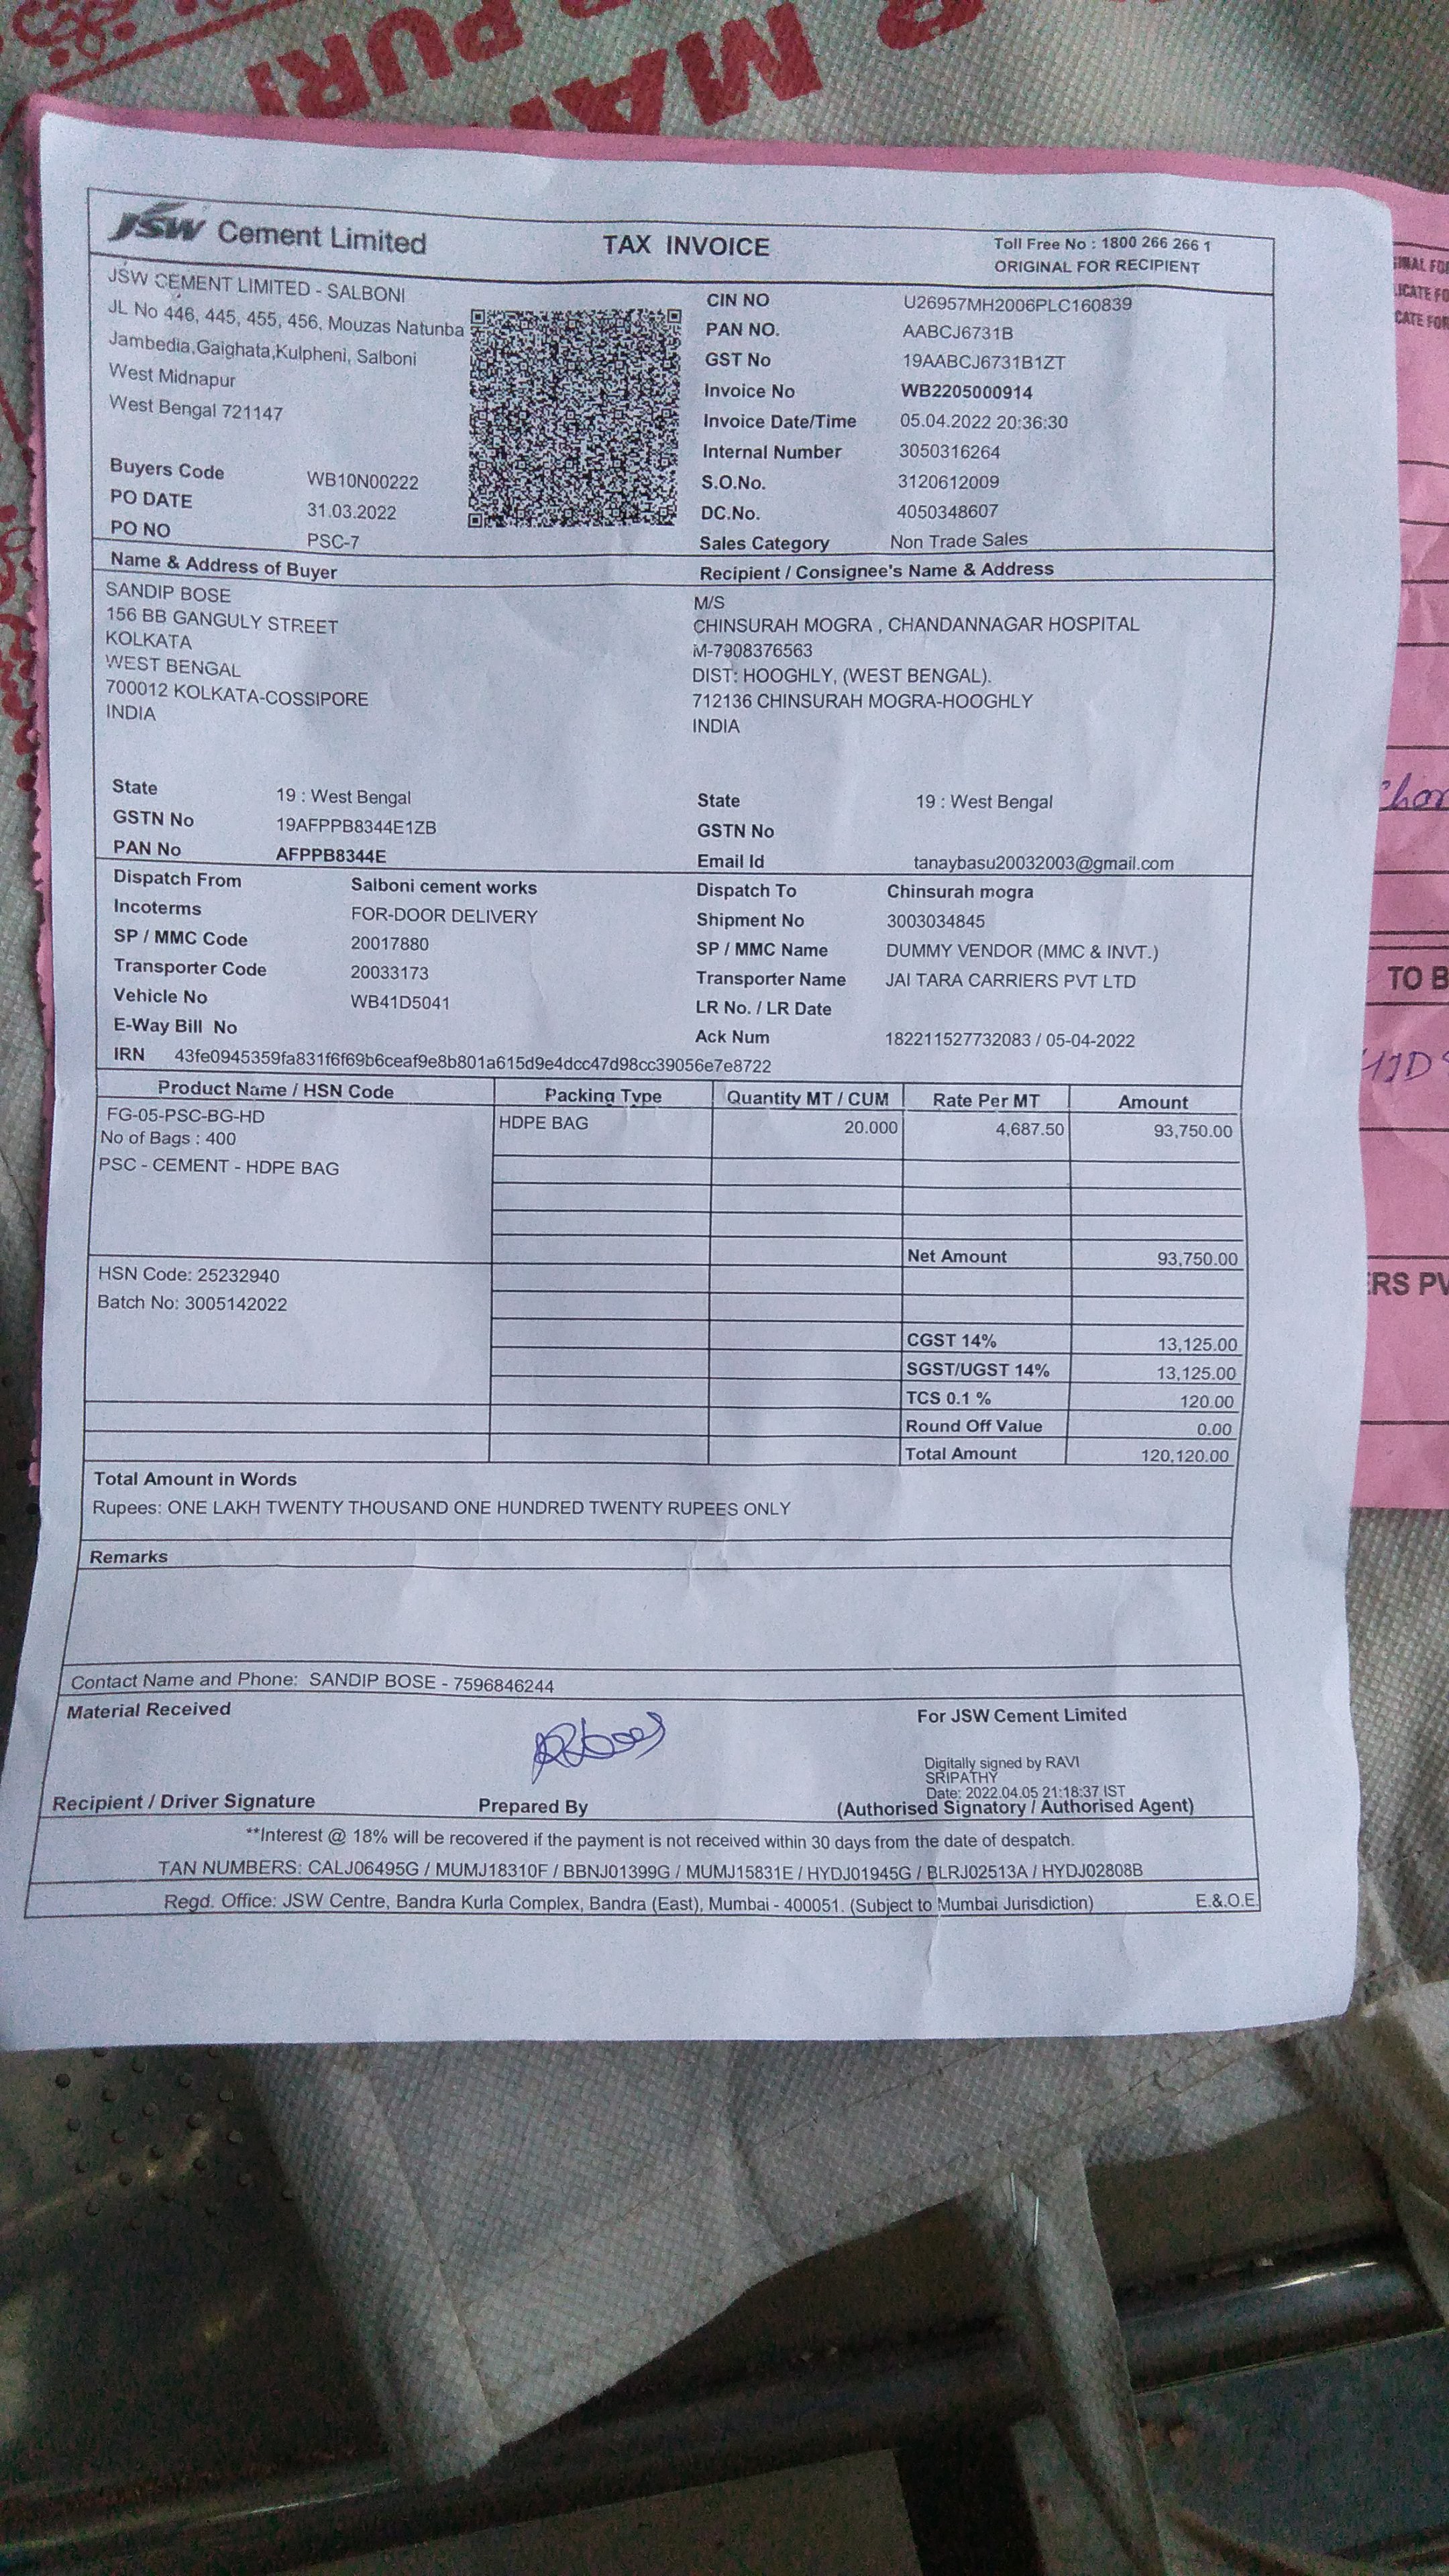 MA
PURI
JSW Cement Limited
TAX INVOICE
Toll Free No : 1800 266 266 1
ORIGINAL FOR RECIPIENT
JSW CEMENT LIMITED - SALBONI
JL No 446, 445, 455, 456, Mouzas Natunba
Jambedia,Gaighata,Kulpheni, Salboni
West Midnapur
West Bengal 721147
Buyers Code WB10N00222
PO DATE 31.03.2022
PO NO PSC-7
CIN NO U26957MH2006PLC160839
PAN NO. AABCJ6731B
GST No 19AABCJ6731B1ZT
Invoice No WB2205000914
Invoice Date/Time 05.04.2022 20:36:30
Internal Number 3050316264
S.O.No. 3120612009
DC.No. 4050348607
Sales Category Non Trade Sales
Name & Address of Buyer
SANDIP BOSE
156 BB GANGULY STREET
KOLKATA
WEST BENGAL
700012 KOLKATA-COSSIPORE
INDIA
State 19 : West Bengal
GSTN No 19AFPPB8344E1ZB
PAN No AFPPB8344E
Recipient / Consignee's Name & Address
M/S
CHINSURAH MOGRA , CHANDANNAGAR HOSPITAL
M-7908376563
DIST: HOOGHLY, (WEST BENGAL).
712136 CHINSURAH MOGRA-HOOGHLY
INDIA
State 19 : West Bengal
GSTN No
Email Id tanaybasu20032003@gmail.com
Dispatch From Salboni cement works
Incoterms FOR-DOOR DELIVERY
SP / MMC Code 20017880
Transporter Code 20033173
Vehicle No WB41D5041
E-Way Bill No
Dispatch To Chinsurah mogra
Shipment No 3003034845
SP / MMC Name DUMMY VENDOR (MMC & INVT.)
Transporter Name JAI TARA CARRIERS PVT LTD
LR No. / LR Date
Ack Num 182211527732083 / 05-04-2022
IRN 43fe0945359fa831f6f69b6ceaf9e8b801a615d9e4dcc47d98cc39056e7e8722
Product Name / HSN Code Packing Type Quantity MT / CUM Rate Per MT Amount
FG-05-PSC-BG-HD HDPE BAG 20.000 4,687.50 93,750.00
No of Bags : 400
PSC - CEMENT - HDPE BAG
Net Amount 93,750.00
HSN Code: 25232940
Batch No: 3005142022
CGST 14% 13,125.00
SGST/UGST 14% 13,125.00
TCS 0.1 % 120.00
Round Off Value 0.00
Total Amount 120,120.00
Total Amount in Words
Rupees: ONE LAKH TWENTY THOUSAND ONE HUNDRED TWENTY RUPEES ONLY
Remarks
Contact Name and Phone: SANDIP BOSE - 7596846244
Material Received
For JSW Cement Limited
Digitally signed by RAVI
SRIPATHY
Date: 2022.04.05 21:18:37 IST
Recipient / Driver Signature Prepared By (Authorised Signatory / Authorised Agent)
**Interest @ 18% will be recovered if the payment is not received within 30 days from the date of despatch.
TAN NUMBERS: CALJ06495G / MUMJ18310F / BBNJ01399G / MUMJ15831E / HYDJ01945G / BLRJ02513A / HYDJ02808B
Regd. Office: JSW Centre, Bandra Kurla Complex, Bandra (East), Mumbai - 400051. (Subject to Mumbai Jurisdiction) E.&.O.E.
TO B
ERS PV